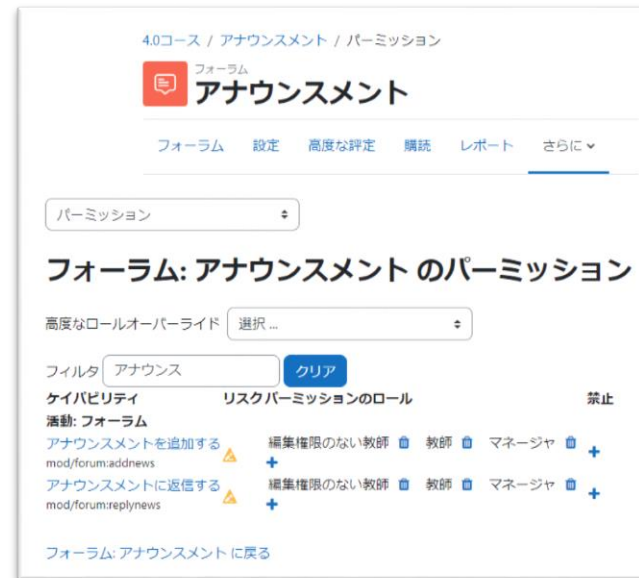 4.0コース / アナウンスメント / パーミッション
フォーラム
アナウンスメント
フォーラム 設定 高度な評定 購読 レポート さらに
パーミッション
フォーラム: アナウンスメント のパーミッション
高度なロールオーバーライド 選択 ...
フィルタ アナウンス クリア
ケイパビリティ リスク パーミッションのロール 禁止
活動: フォーラム
アナウンスメントを追加する 編集権限のない教師 教師 マネージャ
mod/forum:addnews
アナウンスメントに返信する 編集権限のない教師 教師 マネージャ
mod/forum:replynews
フォーラム: アナウンスメント に戻る